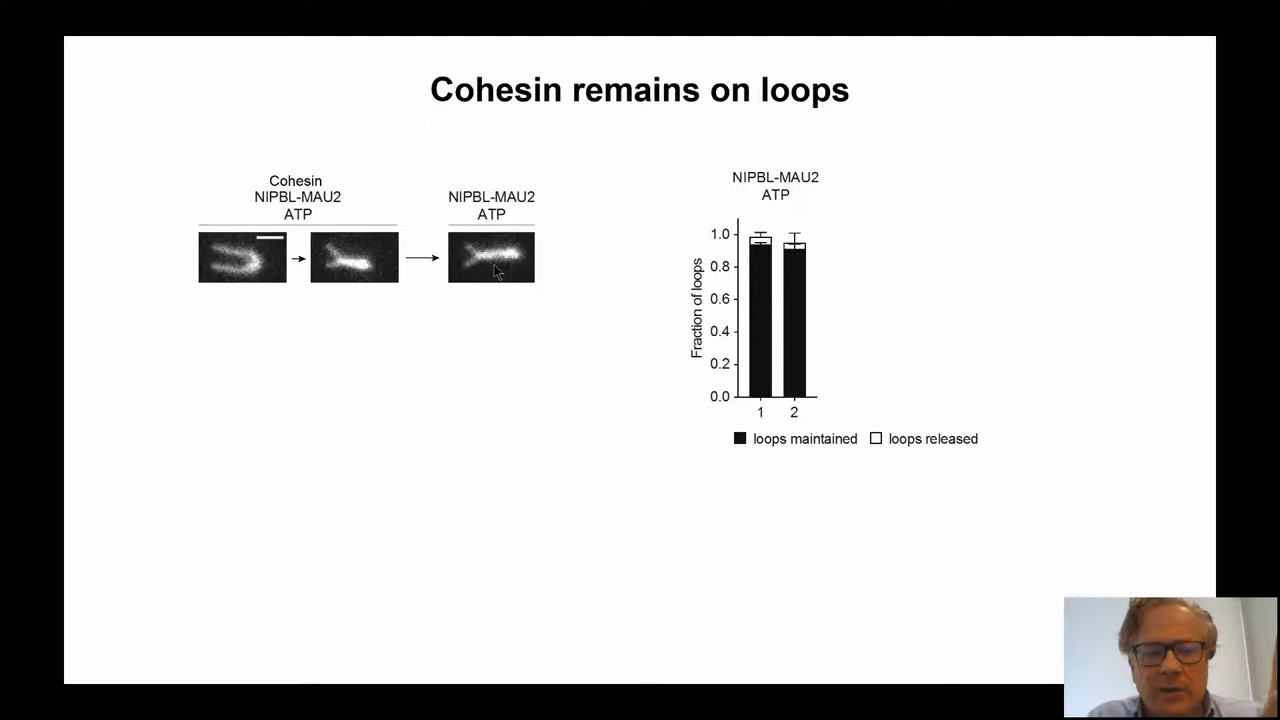 Cohesin remains on loops
Cohesin
NIPBL-MAU2
ATP
NIPBL-MAU2
ATP
NIPBL-MAU2
ATP
Fraction of loops
1.0
0.8
0.6
0.4
0.2
0.0
1 2
loops maintained loops released